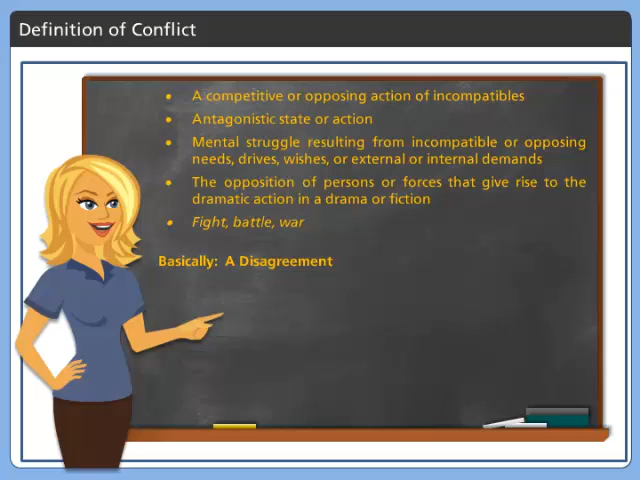 Definition of Conflict
• A competitive or opposing action of incompatibles
• Antagonistic state or action
• Mental struggle resulting from incompatible or opposing
needs, drives, wishes, or external or internal demands
• The opposition of persons or forces that give rise to the
dramatic action in a drama or fiction
• Fight, battle, war
Basically: A Disagreement